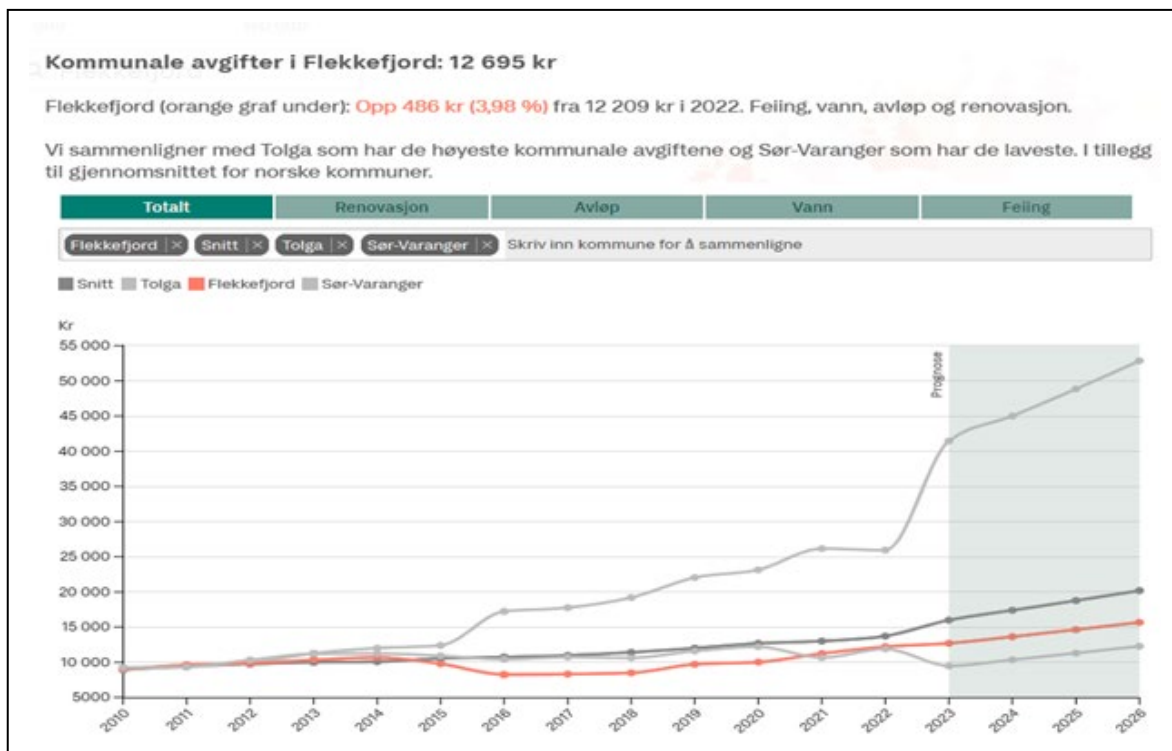 Kommunale avgifter i Flekkefjord: 12 695 kr
Flekkefjord (orange graf under): Opp 486 kr (3,98 %) fra 12 209 kr i 2022. Feiing, vann, avløp og renovasjon.
Vi sammenligner med Tolga som har de høyeste kommunale avgiftene og Sør-Varanger som har de laveste. I tillegg
til gjennomsnittet for norske kommuner.
Totalt Renovasjon Avløp Vann Feiing
Flekkefjord × Snitt × Tolga × Sør-Varanger × Skriv inn kommune for å sammenligne
Snitt Tolga Flekkefjord Sør-Varanger
Kr
55 000
50 000
45 000
40 000
35 000
30 000
25 000
20 000
15 000
10 000
5000
Prognose
2010 2011 2012 2013 2014 2015 2016 2017 2018 2019 2020 2021 2022 2023 2024 2025 2026